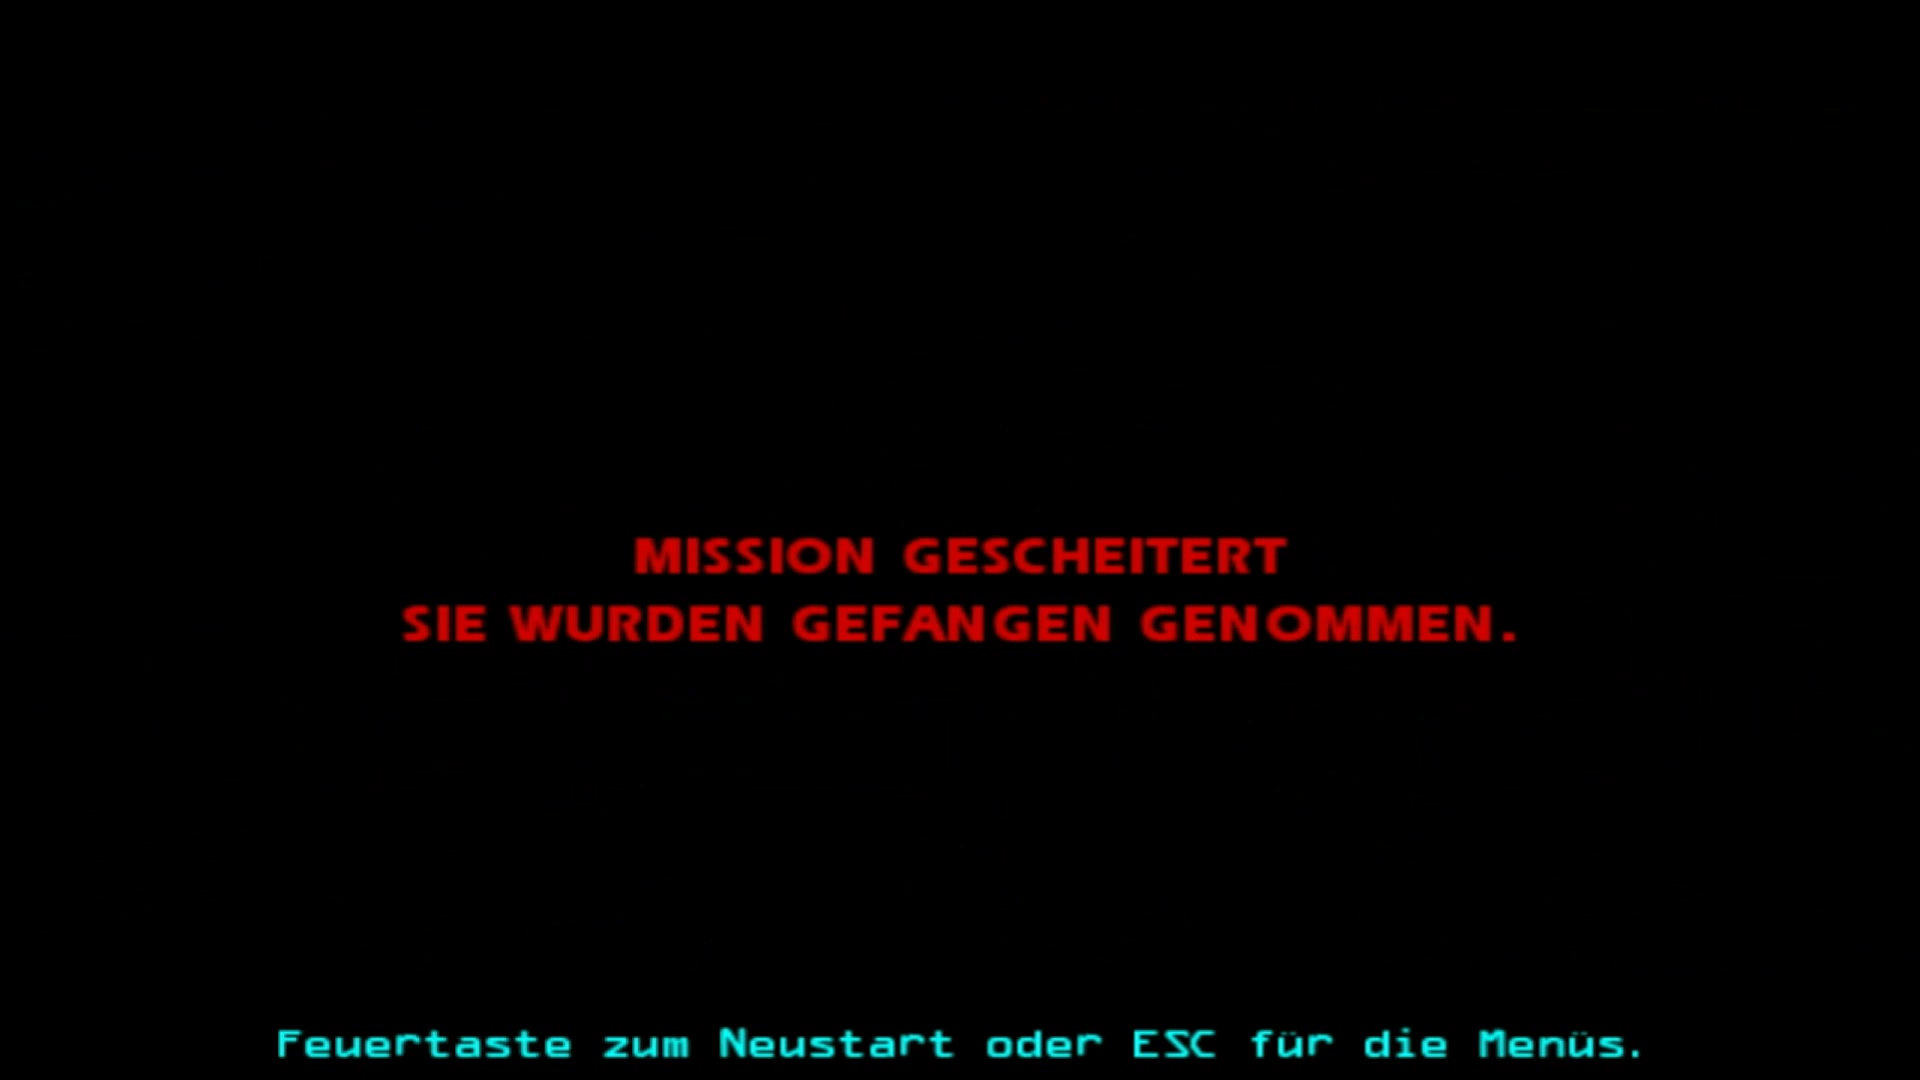 MISSION GESCHEITERT
SIE WURDEN GEFANGEN GENOMMEN.
Feuertaste zum Neustart oder ESC für die Menüs.